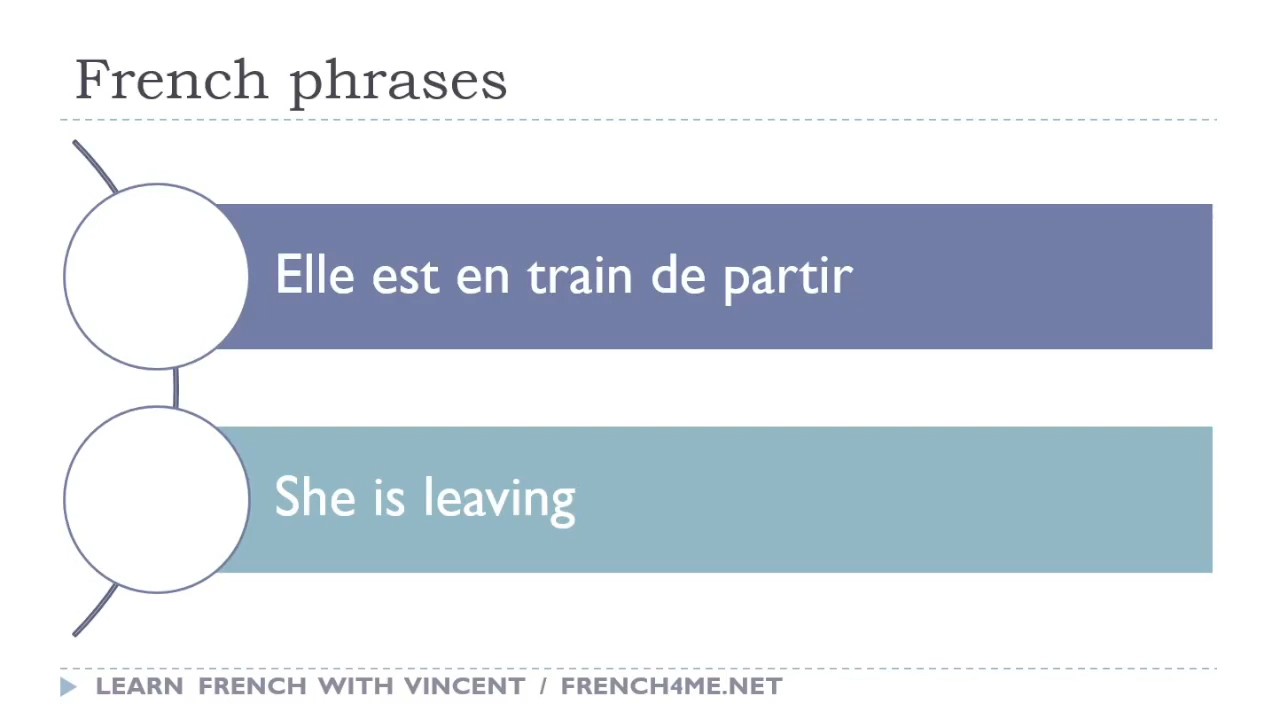 French phrases
Elle est en train de partir
She is leaving
LEARN FRENCH WITH VINCENT / FRENCH4ME.NET